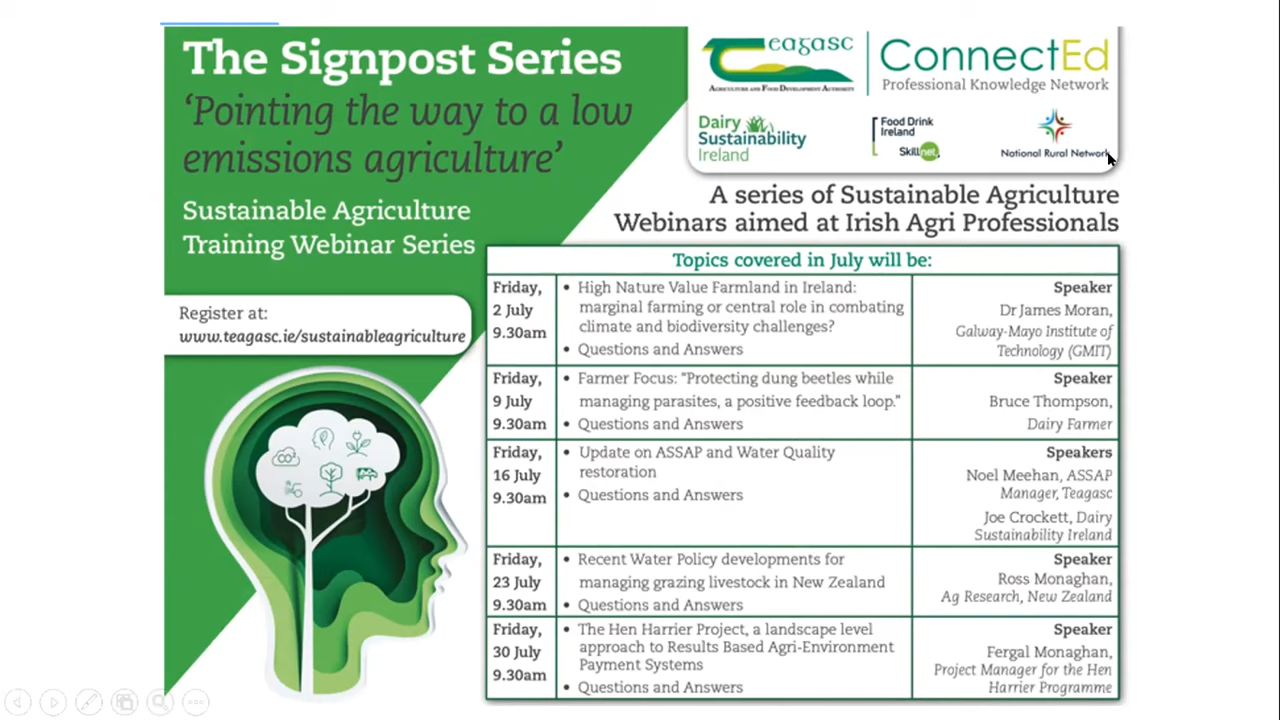 The Signpost Series
'Pointing the way to a low
emissions agriculture'
Sustainable Agriculture
Training Webinar Series
Register at:
www.teagasc.ie/sustainableagriculture
Teagasc
AGRICULTURE AND FOOD DEVELOPMENT AUTHORITY
ConnectEd
Professional Knowledge Network
Dairy
Sustainability
Ireland
Food Drink
Ireland
Skillnet
National Rural Network
A series of Sustainable Agriculture
Webinars aimed at Irish Agri Professionals
Topics covered in July will be:
Friday,
2 July
9.30am
• High Nature Value Farmland in Ireland:
marginal farming or central role in combating
climate and biodiversity challenges?
• Questions and Answers
Speaker
Dr James Moran,
Galway-Mayo Institute of
Technology (GMIT)
Friday,
9 July
9.30am
• Farmer Focus: "Protecting dung beetles while
managing parasites, a positive feedback loop."
• Questions and Answers
Speaker
Bruce Thompson,
Dairy Farmer
Friday,
16 July
9.30am
• Update on ASSAP and Water Quality
restoration
• Questions and Answers
Speakers
Noel Meehan, ASSAP
Manager, Teagasc
Joe Crockett, Dairy
Sustainability Ireland
Friday,
23 July
9.30am
• Recent Water Policy developments for
managing grazing livestock in New Zealand
• Questions and Answers
Speaker
Ross Monaghan,
Ag Research, New Zealand
Friday,
30 July
9.30am
• The Hen Harrier Project, a landscape level
approach to Results Based Agri-Environment
Payment Systems
• Questions and Answers
Speaker
Fergal Monaghan,
Project Manager for the Hen
Harrier Programme
CO2